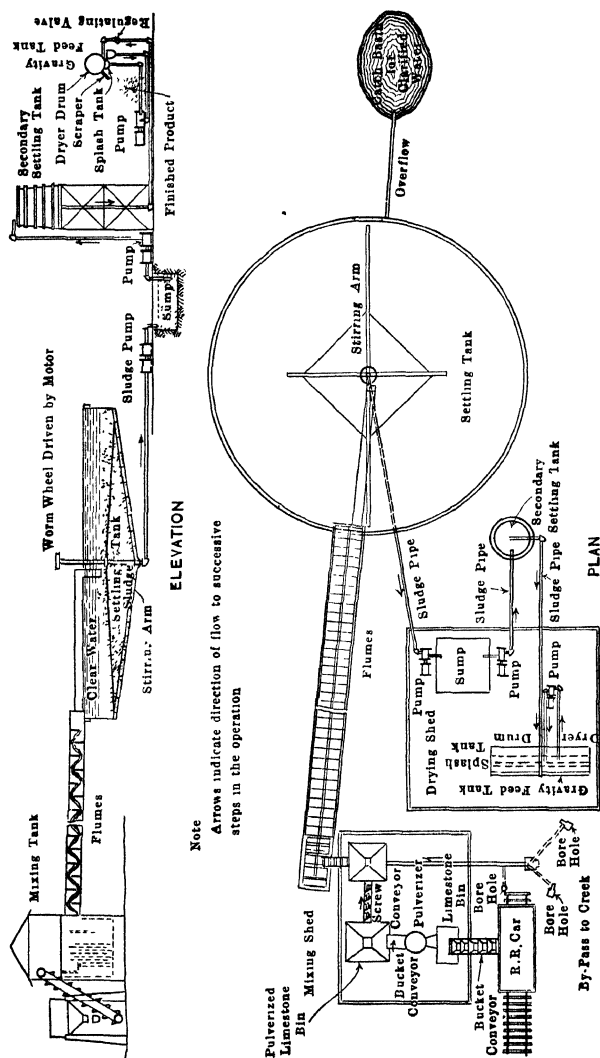 Mixing Tank
Flumes
Clear Water
Settling Tank
Sludge
Worm Wheel Driven by Motor
ELEVATION
Sludge Pump
Sump
Pump
Secondary
Settling Tank
Dryer Drum
Scraper
Splash Tank
Pump
Gravity
Feed Tank
Regulating
Valve
Finished Product
Note
Arrows indicate direction of flow to successive
steps in the operation
Pulverized
Limestone
Bin
Mixing Shed
Bucket
Conveyor
Screw
Conveyor
Pulverizer
Limestone
Bin
Bucket
Conveyor
R.R. Car
Bore
Hole
Bore
Hole
Bore
Hole
By-Pass to Creek
Flumes
Stirring Arm
Settling Tank
Overflow
Catch Basin
for
Clarified
Water
Sludge Pipe
Drying Shed
Pump
Sump
Pump
Sludge Pipe
Secondary
Settling Tank
Sludge Pipe
Pump
Dryer
Drum
Splash
Tank
Gravity Feed Tank
PLAN